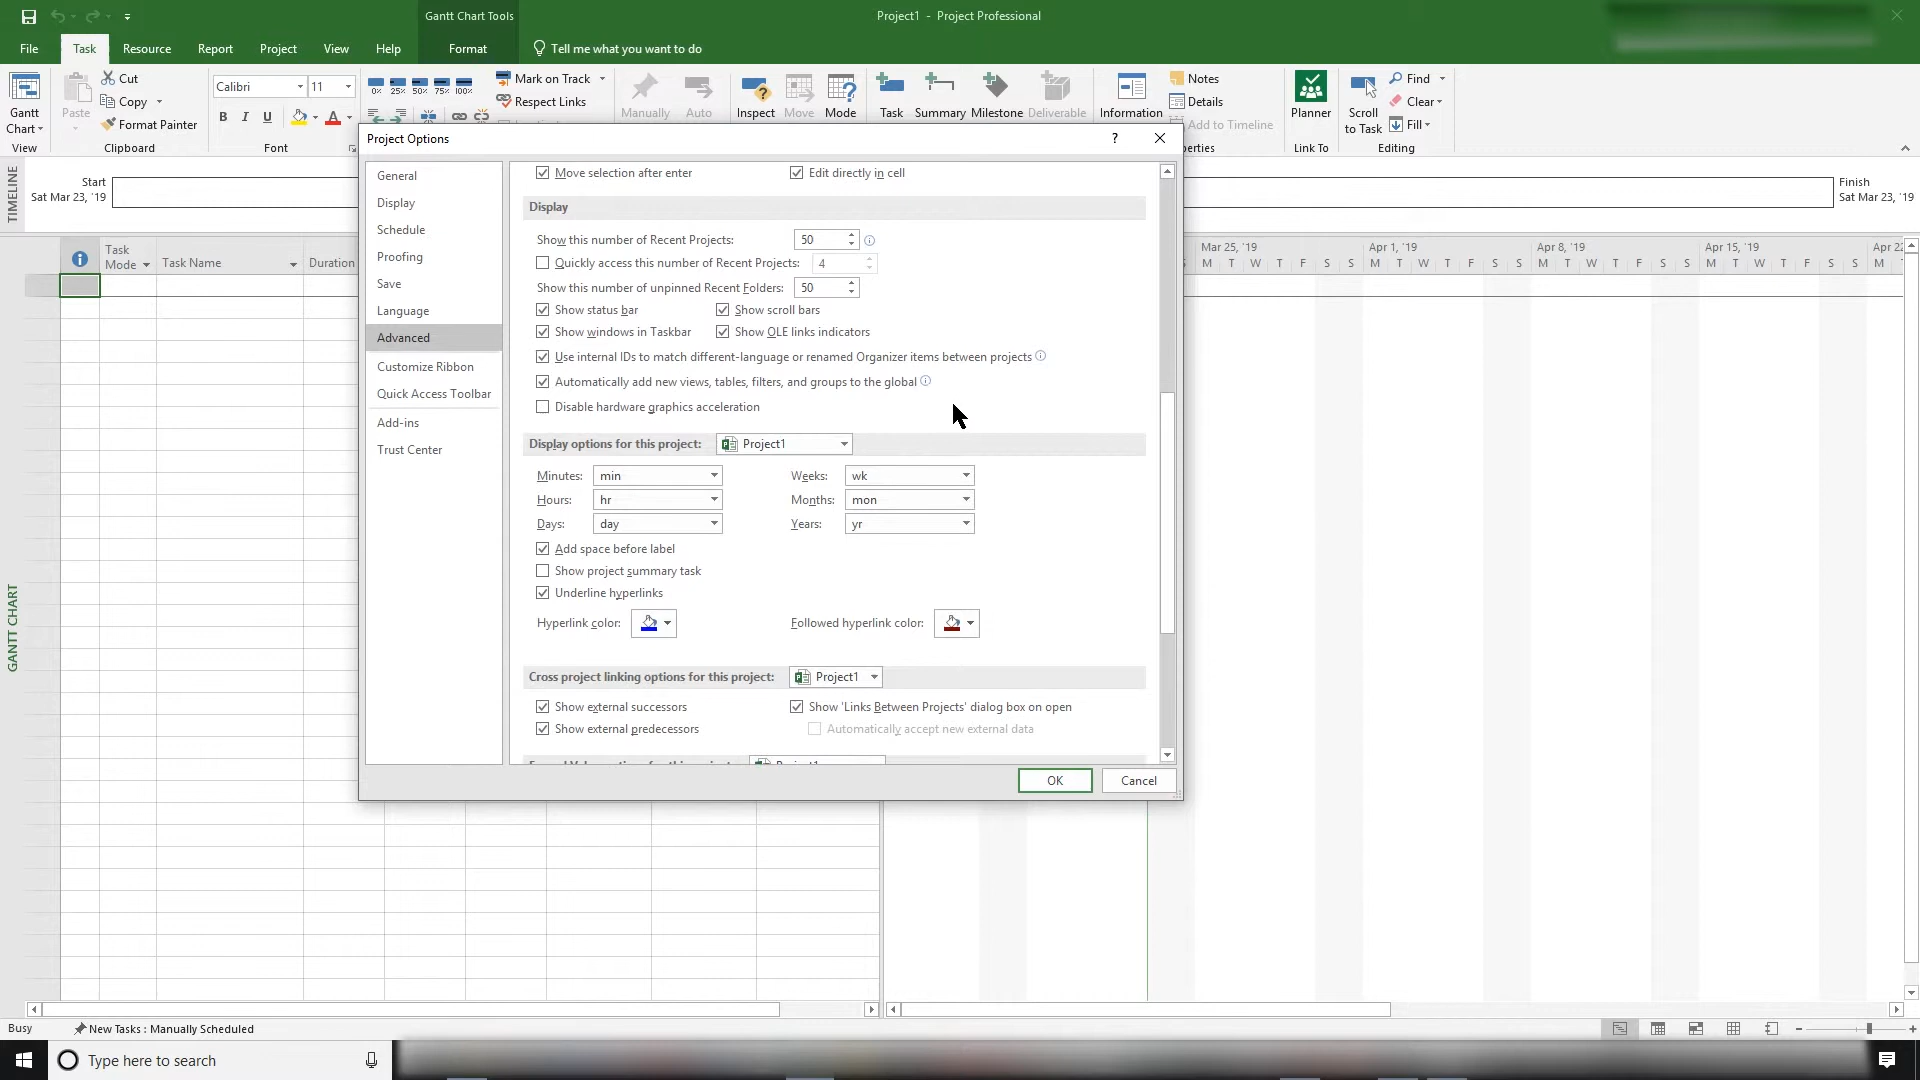 Gantt Chart Tools
Project1 - Project Professional
File Task Resource Report Project View Help Format Tell me what you want to do
Gantt Chart
View
Paste
Cut
Copy
Format Painter
Clipboard
Calibri 11
B I U A
Font
0% 25% 50% 75% 100%
Mark on Track
Respect Links
Manually Auto
Inspect Move Mode
Task Summary Milestone Deliverable
Information
Notes
Details
Add to Timeline
Planner
Link To
Scroll to Task
Find
Clear
Fill
Editing
TIMELINE
Start
Sat Mar 23, '19
Finish
Sat Mar 23, '19
Task Mode
Task Name
Duration
GANTT CHART
Mar 25, '19 Apr 1, '19 Apr 8, '19 Apr 15, '19
M T W T F S S M T W T F S S M T W T F S S M T W T F S S M
Project Options
?
General
Display
Schedule
Proofing
Save
Language
Advanced
Customize Ribbon
Quick Access Toolbar
Add-ins
Trust Center
Move selection after enter
Edit directly in cell
Display
Show this number of Recent Projects: 50
Quickly access this number of Recent Projects: 4
Show this number of unpinned Recent Folders: 50
Show status bar
Show scroll bars
Show windows in Taskbar
Show OLE links indicators
Use internal IDs to match different-language or renamed Organizer items between projects
Automatically add new views, tables, filters, and groups to the global
Disable hardware graphics acceleration
Display options for this project: Project1
Minutes: min
Weeks: wk
Hours: hr
Months: mon
Days: day
Years: yr
Add space before label
Show project summary task
Underline hyperlinks
Hyperlink color:
Followed hyperlink color:
Cross project linking options for this project: Project1
Show external successors
Show 'Links Between Projects' dialog box on open
Show external predecessors
Automatically accept new external data
OK
Cancel
Busy
New Tasks : Manually Scheduled
Type here to search